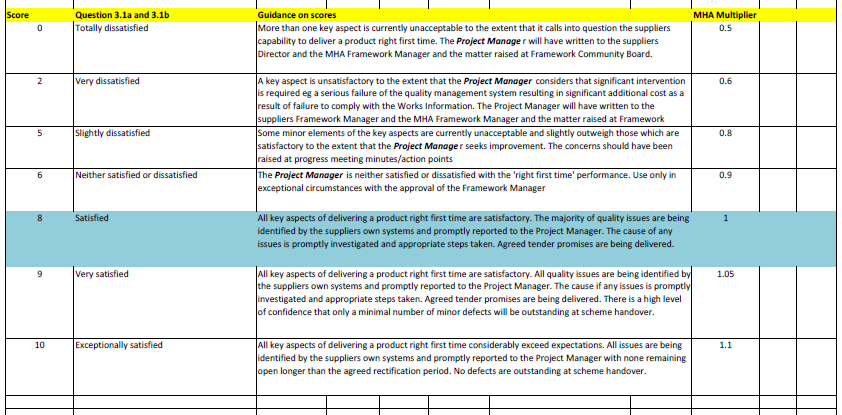 Score Question 3.1a and 3.1b Guidance on scores MHA Multiplier
0 Totally dissatisfied More than one key aspect is currently unacceptable to the extent that it calls into question the suppliers 0.5
capability to deliver a product right first time. The Project Manage r will have written to the suppliers
Director and the MHA Framework Manager and the matter raised at Framework Community Board.
2 Very dissatisfied A key aspect is unsatisfactory to the extent that the Project Manager considers that significant intervention 0.6
is required eg a serious failure of the quality management system resulting in significant additional cost as a
result of failure to comply with the Works Information. The Project Manager will have written to the
suppliers Framework Manager and the MHA Framework Manager and the matter raised at Framework
5 Slightly dissatisfied Some minor elements of the key aspects are currently unacceptable and slightly outweigh those which are 0.8
satisfactory to the extent that the Project Manage r seeks improvement. The concerns should have been
raised at progress meeting minutes/action points
6 Neither satisfied or dissatisfied The Project Manager is neither satisfied or dissatisfied with the 'right first time' performance. Use only in 0.9
exceptional circumstances with the approval of the Framework Manager
8 Satisfied All key aspects of delivering a product right first time are satisfactory. The majority of quality issues are being 1
identified by the suppliers own systems and promptly reported to the Project Manager. The cause of any
issues is promptly investigated and appropriate steps taken. Agreed tender promises are being delivered.
9 Very satisfied All key aspects of delivering a product right first time are satisfactory. All quality issues are being identified by 1.05
the suppliers own systems and promptly reported to the Project Manager. The cause if any issues is promptly
investigated and appropriate steps taken. Agreed tender promises are being delivered. There is a high level
of confidence that only a minimal number of minor defects will be outstanding at scheme handover.
10 Exceptionally satisfied All key aspects of delivering a product right first time considerably exceed expectations. All issues are being 1.1
identified by the suppliers own systems and promptly reported to the Project Manager with none remaining
open longer than the agreed rectification period. No defects are outstanding at scheme handover.